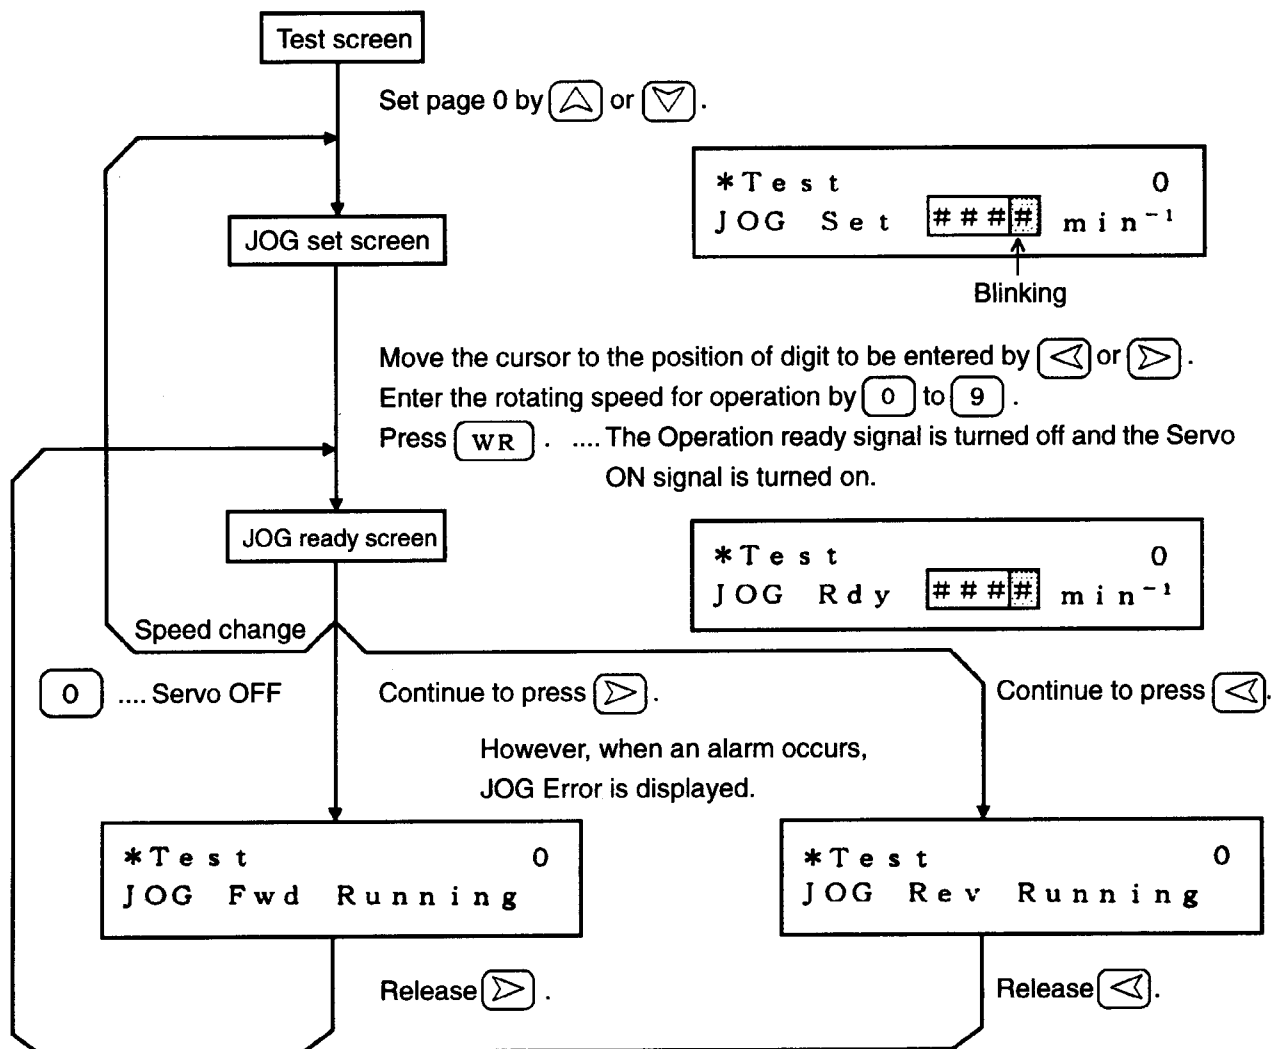 Test screen
Set page 0 by or .
*Test 0
JOG Set #### min⁻¹
JOG set screen
Blinking
Move the cursor to the position of digit to be entered by or .
Enter the rotating speed for operation by 0 to 9 .
Press WR . .... The Operation ready signal is turned off and the Servo
ON signal is turned on.
JOG ready screen
*Test 0
JOG Rdy #### min⁻¹
Speed change
0 .... Servo OFF
Continue to press .
Continue to press .
However, when an alarm occurs,
JOG Error is displayed.
*Test 0
JOG Fwd Running
*Test 0
JOG Rev Running
Release .
Release .